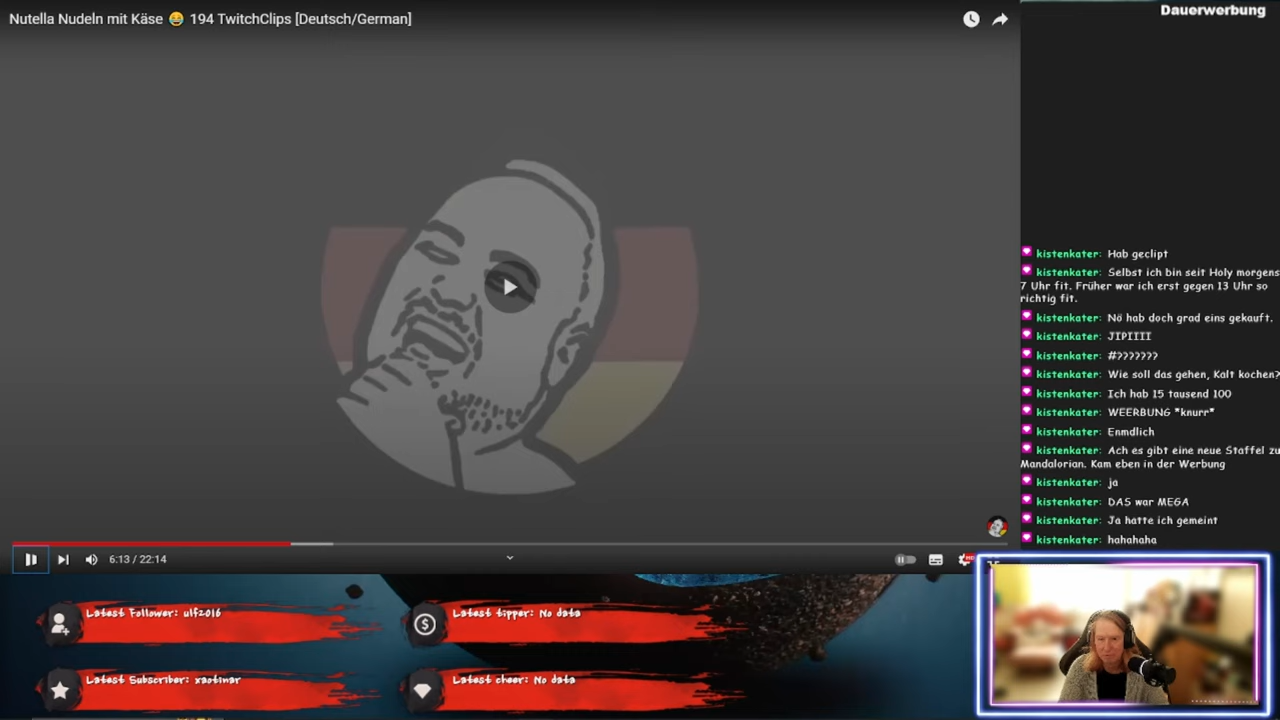 Nutella Nudeln mit Käse 😂 194 TwitchClips [Deutsch/German]
Dauerwerbung
kistenkater: Hab geclipt
kistenkater: Selbst ich bin seit Holy morgens
7 Uhr fit. Früher war ich erst gegen 13 Uhr so
richtig fit.
kistenkater: Nö hab doch grad eins gekauft.
kistenkater: JIPIIII
kistenkater: #???????
kistenkater: Wie soll das gehen, Kalt kochen?
kistenkater: Ich hab 15 tausend 100
kistenkater: WEERBUNG *knurr*
kistenkater: Enmdlich
kistenkater: Ach es gibt eine neue Staffel zu
Mandalorian. Kam eben in der Werbung
kistenkater: ja
kistenkater: DAS war MEGA
kistenkater: Ja hatte ich gemeint
kistenkater: hahahaha
6:13 / 22:14
Latest Follower: ulf2016
Latest tipper: No data
Latest Subscriber: xaotinar
Latest cheer: No data